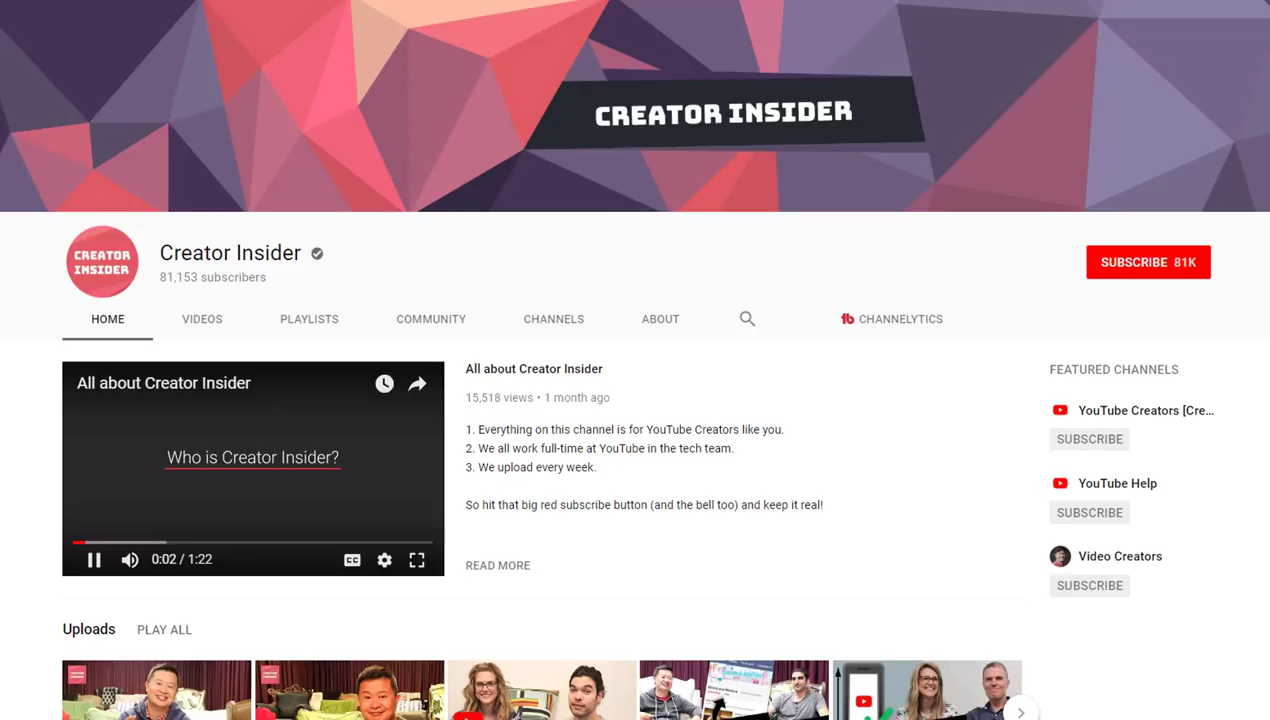 CREATOR INSIDER
CREATOR
INSIDER
Creator Insider
81,153 subscribers
SUBSCRIBE 81K
HOME VIDEOS PLAYLISTS COMMUNITY CHANNELS ABOUT tb CHANNELYTICS
All about Creator Insider
Who is Creator Insider?
0:02 / 1:22
CC
All about Creator Insider
15,518 views • 1 month ago
1. Everything on this channel is for YouTube Creators like you.
2. We all work full-time at YouTube in the tech team.
3. We upload every week.
So hit that big red subscribe button (and the bell too) and keep it real!
READ MORE
FEATURED CHANNELS
YouTube Creators [Cre...
SUBSCRIBE
YouTube Help
SUBSCRIBE
Video Creators
SUBSCRIBE
Uploads PLAY ALL